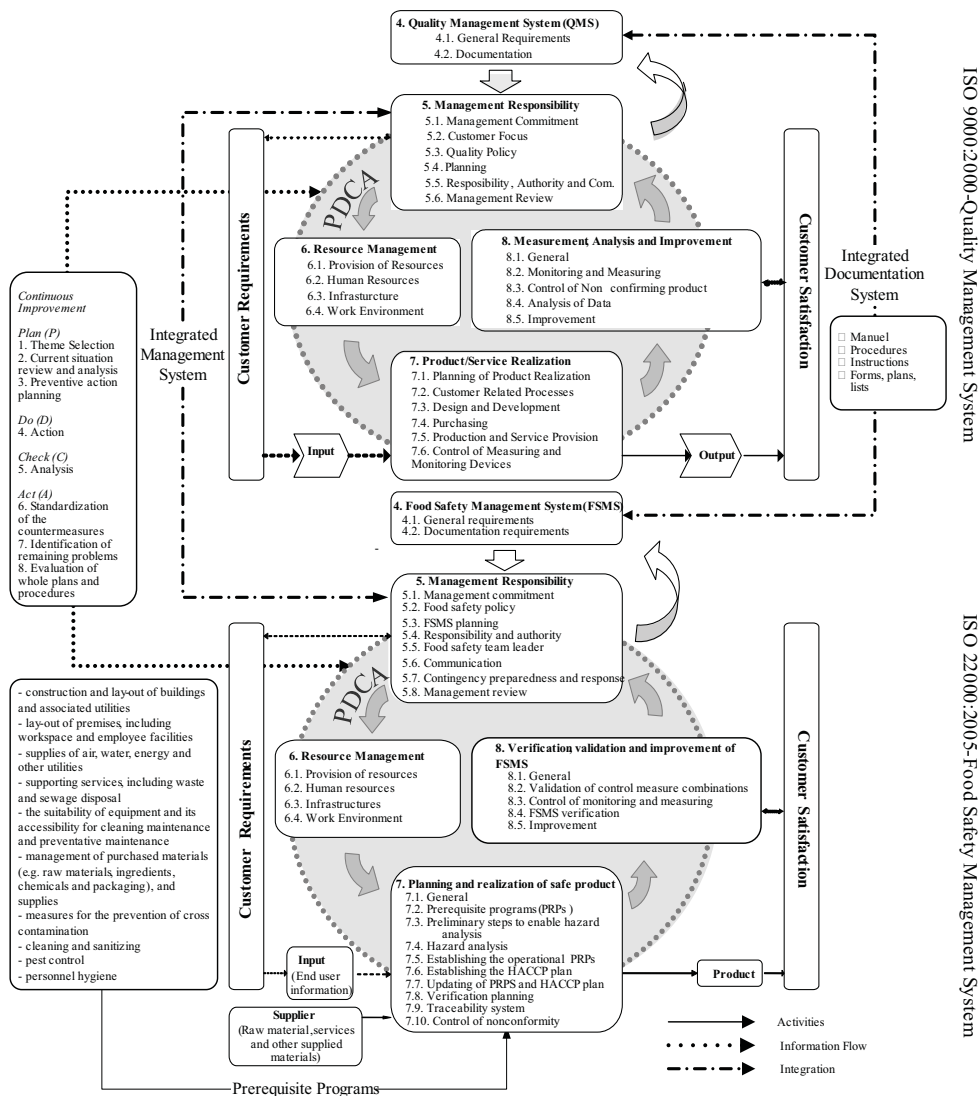 4. Quality Management System (QMS)
4.1. General Requirements
4.2. Documentation
5. Management Responsibility
5.1. Management Commitment
5.2. Customer Focus
5.3. Quality Policy
5.4. Planning
5.5. Resposibility, Authority and Com.
5.6. Management Review
PDCA
6. Resource Management
6.1. Provision of Resources
6.2. Human Resources
6.3. Infrasturcture
6.4. Work Environment
8. Measurement, Analysis and Improvement
8.1. General
8.2. Monitoring and Measuring
8.3. Control of Non confirming product
8.4. Analysis of Data
8.5. Improvement
7. Product/Service Realization
7.1. Planning of Product Realization
7.2. Customer Related Processes
7.3. Design and Development
7.4. Purchasing
7.5. Production and Service Provision
7.6. Control of Measuring and
Monitoring Devices
Customer Requirements
Input
Output
Customer Satisfaction
Integrated
Management
System
Integrated
Documentation
System
Manuel
Procedures
Instructions
Forms, plans,
lists
ISO 9000:2000-Quality Management System
Continuous
Improvement
Plan (P)
1. Theme Selection
2. Current situation
review and analysis
3. Preventive action
planning
Do (D)
4. Action
Check (C)
5. Analysis
Act (A)
6. Standardization
of the
countermeasures
7. Identification of
remaining problems
8. Evaluation of
whole plans and
procedures
4. Food Safety Management System (FSMS)
4.1. General requirements
4.2. Documentation requirements
5. Management Responsibility
5.1. Management commitment
5.2. Food safety policy
5.3. FSMS planning
5.4. Responsibility and authority
5.5. Food safety team leader
5.6. Communication
5.7. Contingency preparedness and response
5.8. Management review
PDCA
6. Resource Management
6.1. Provision of resources
6.2. Human resources
6.3. Infrastructures
6.4. Work Environment
8. Verification, validation and improvement of
FSMS
8.1. General
8.2. Validation of control measure combinations
8.3. Control of monitoring and measuring
8.4. FSMS verification
8.5. Improvement
7. Planning and realization of safe product
7.1. General
7.2. Prerequisite programs (PRPs)
7.3. Preliminary steps to enable hazard
analysis
7.4. Hazard analysis
7.5. Establishing the operational PRPs
7.6. Establishing the HACCP plan
7.7. Updating of PRPS and HACCP plan
7.8. Verification planning
7.9. Traceability system
7.10. Control of nonconformity
Customer Requirements
Input
(End user
information)
Supplier
(Raw material, services
and other supplied
materials)
Product
Customer Satisfaction
ISO 22000:2005-Food Safety Management System
- construction and lay-out of buildings
and associated utilities
- lay-out of premises, including
workspace and employee facilities
- supplies of air, water, energy and
other utilities
- supporting services, including waste
and sewage disposal
- the suitability of equipment and its
accessibility for cleaning maintenance
and preventative maintenance
- management of purchased materials
(e.g. raw materials, ingredients,
chemicals and packaging), and
supplies
- measures for the prevention of cross
contamination
- cleaning and sanitizing
- pest control
- personnel hygiene
Prerequisite Programs
Activities
Information Flow
Integration